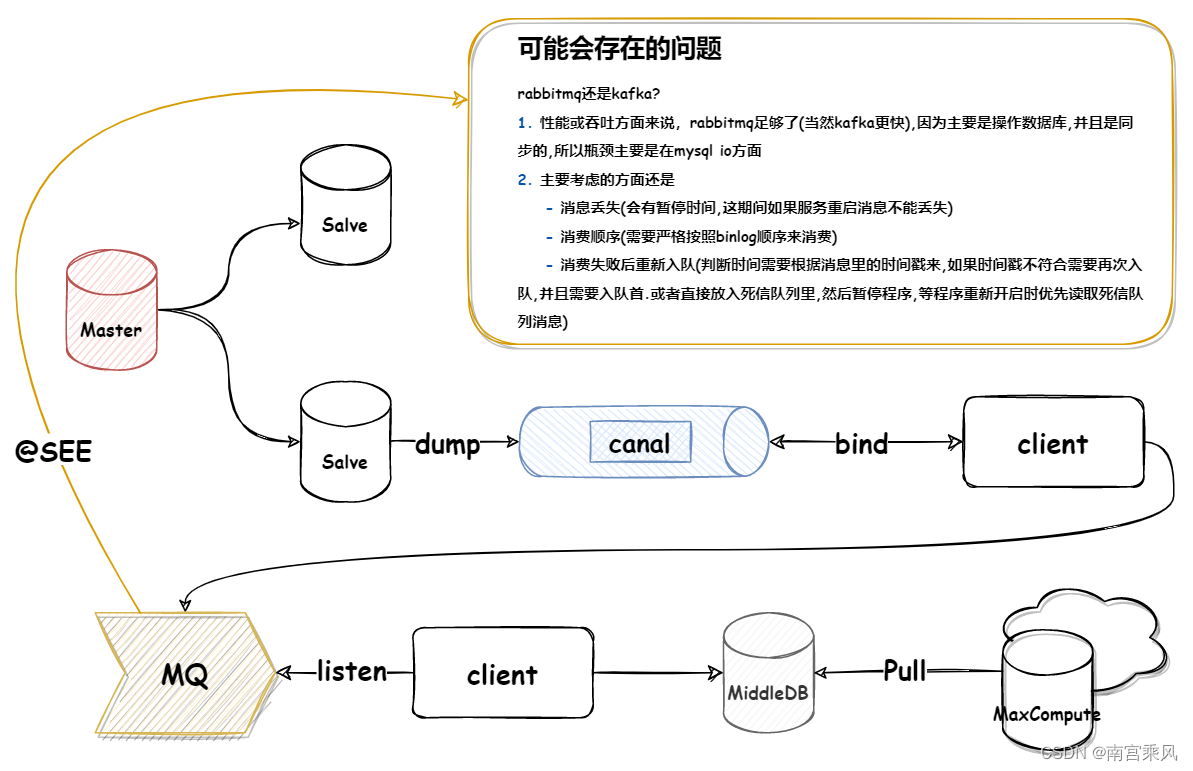 可能会存在的问题
rabbitmq还是kafka?
1. 性能或吞吐方面来说，rabbitmq足够了(当然kafka更快),因为主要是操作数据库,并且是同
步的,所以瓶颈主要是在mysql io方面
2. 主要考虑的方面还是
- 消息丢失(会有暂停时间,这期间如果服务重启消息不能丢失)
- 消费顺序(需要严格按照binlog顺序来消费)
- 消费失败后重新入队(判断时间需要根据消息里的时间戳来,如果时间戳不符合需要再次入
队,并且需要入队首.或者直接放入死信队列里,然后暂停程序,等程序重新开启时优先读取死信队
列消息)
Salve
Master
@SEE
Salve
dump
canal
bind
client
MQ
listen
client
MiddleDB
Pull
MaxCompute
CSDN @南宫乘风